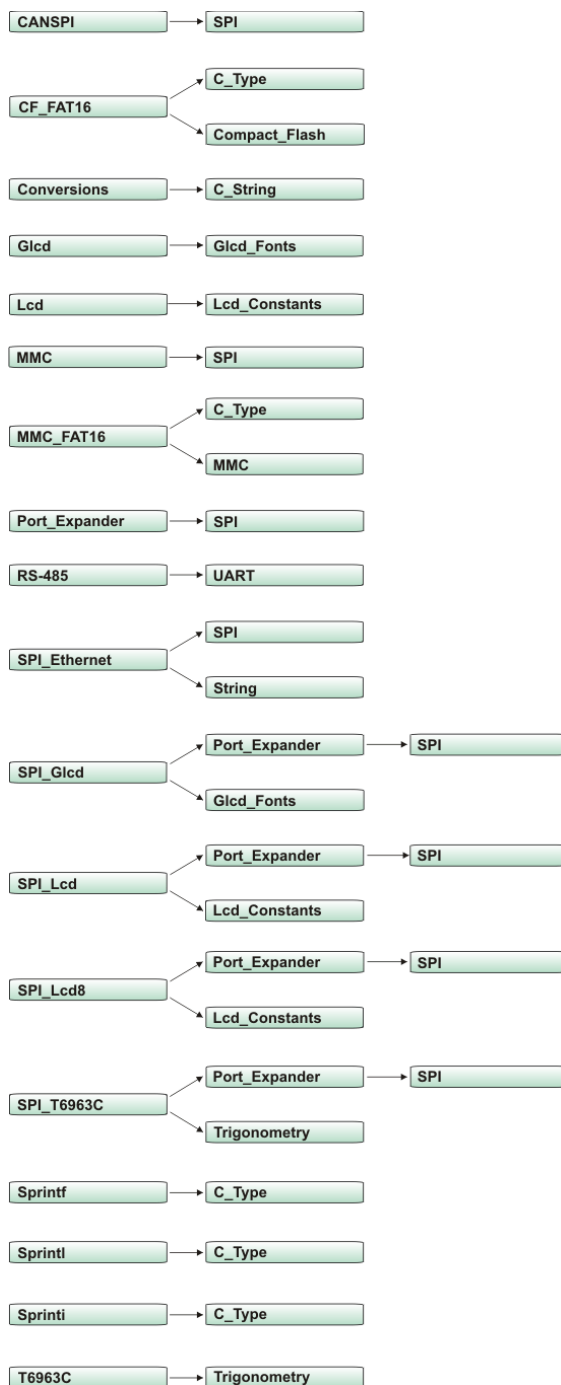 CANSPI SPI
C_Type
CF_FAT16
Compact_Flash
Conversions C_String
Glcd Glcd_Fonts
Lcd Lcd_Constants
MMC SPI
C_Type
MMC_FAT16
MMC
Port_Expander SPI
RS-485 UART
SPI
SPI_Ethernet
String
Port_Expander SPI
SPI_Glcd
Glcd_Fonts
Port_Expander SPI
SPI_Lcd
Lcd_Constants
Port_Expander SPI
SPI_Lcd8
Lcd_Constants
Port_Expander SPI
SPI_T6963C
Trigonometry
Sprintf C_Type
Sprintl C_Type
Sprinti C_Type
T6963C Trigonometry